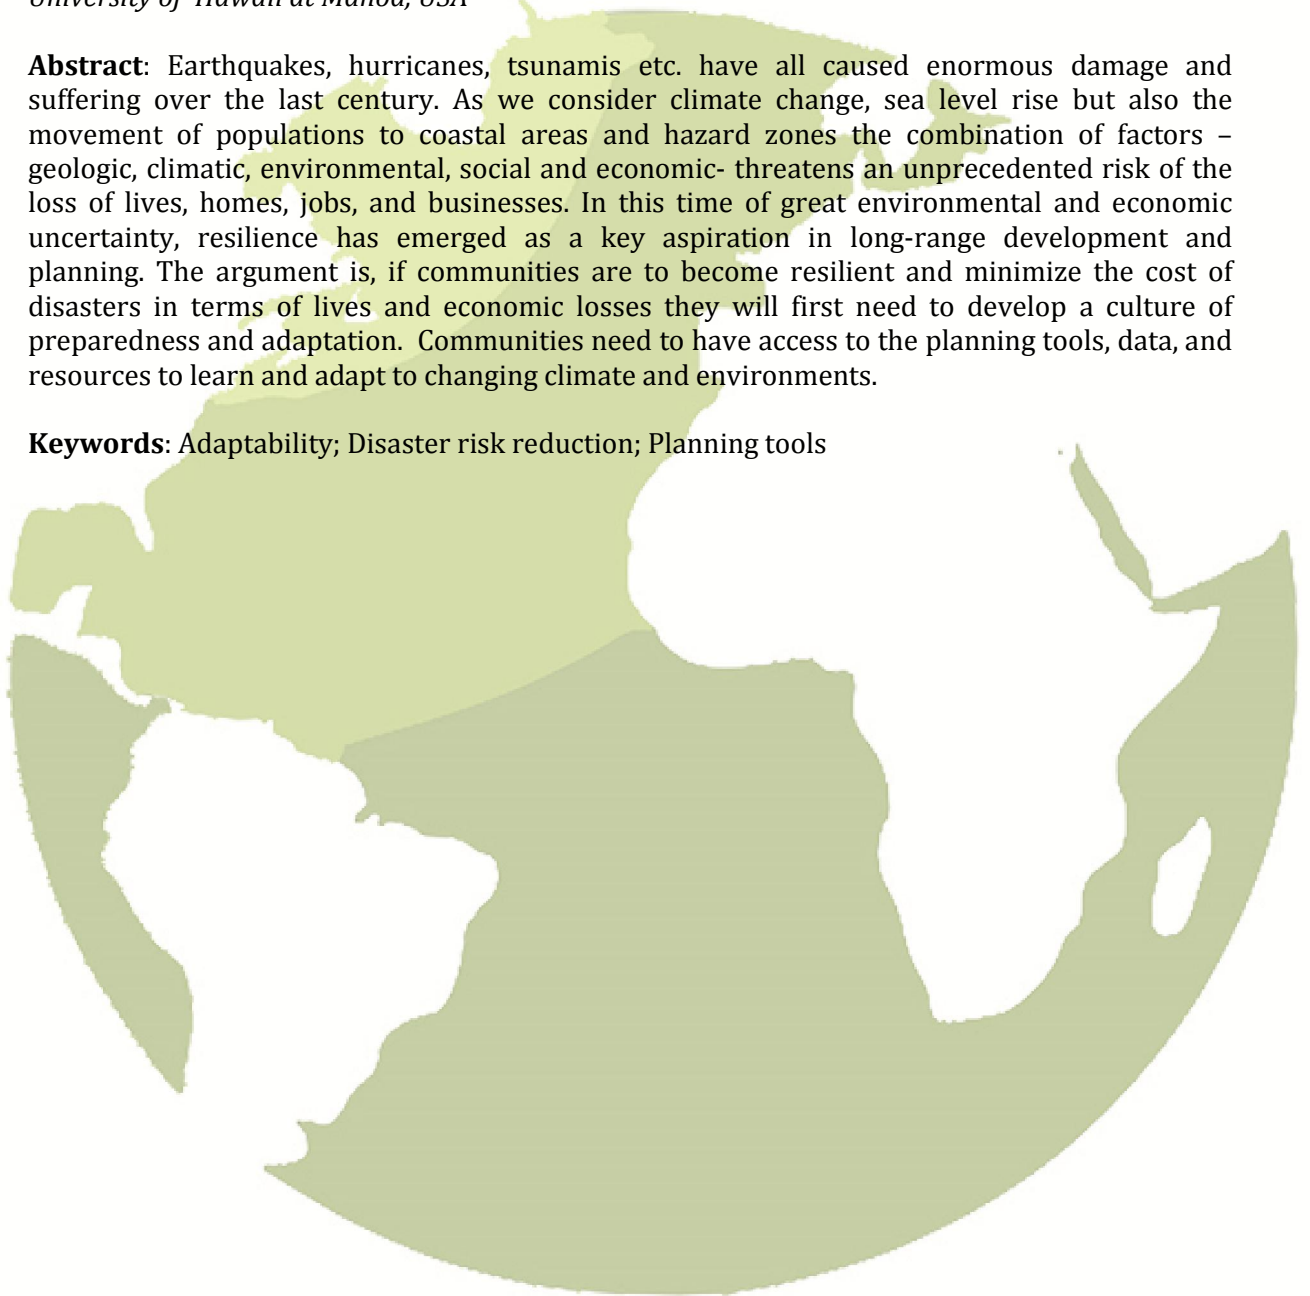 University of Hawaii at Manoa, USA
Abstract: Earthquakes, hurricanes, tsunamis etc. have all caused enormous damage and
suffering over the last century. As we consider climate change, sea level rise but also the
movement of populations to coastal areas and hazard zones the combination of factors –
geologic, climatic, environmental, social and economic- threatens an unprecedented risk of the
loss of lives, homes, jobs, and businesses. In this time of great environmental and economic
uncertainty, resilience has emerged as a key aspiration in long-range development and
planning. The argument is, if communities are to become resilient and minimize the cost of
disasters in terms of lives and economic losses they will first need to develop a culture of
preparedness and adaptation. Communities need to have access to the planning tools, data, and
resources to learn and adapt to changing climate and environments.
Keywords: Adaptability; Disaster risk reduction; Planning tools